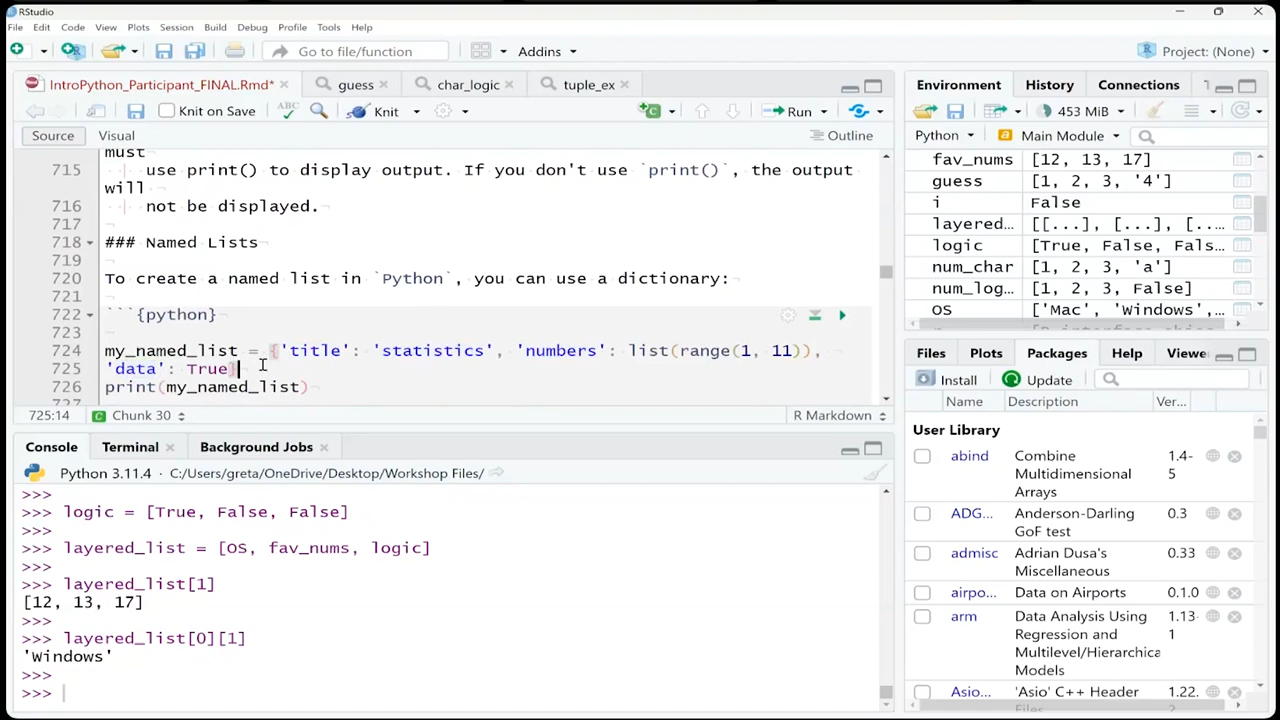 RStudio
File Edit Code View Plots Session Build Debug Profile Tools Help
Go to file/function Addins Project: (None)
IntroPython_Participant_FINAL.Rmd* guess char_logic tuple_ex
Knit on Save ABC Knit Run
Source Visual Outline
must
715 use print() to display output. If you don't use `print()`, the output
will
716 not be displayed.
717
718 ### Named Lists
719
720 To create a named list in `Python`, you can use a dictionary:
721
722 ```{python}
723
724 my_named_list = {'title': 'statistics', 'numbers': list(range(1, 11)),
725 'data': True}
726 print(my_named_list)
727
725:14 Chunk 30 R Markdown
Console Terminal Background Jobs
Python 3.11.4 · C:/Users/greta/OneDrive/Desktop/Workshop Files/
>>>
>>> logic = [True, False, False]
>>>
>>> layered_list = [OS, fav_nums, logic]
>>>
>>> layered_list[1]
[12, 13, 17]
>>>
>>> layered_list[0][1]
'Windows'
>>>
>>>
Environment History Connections
453 MiB
Python Main Module
fav_nums [12, 13, 17]
guess [1, 2, 3, '4']
i False
layered… [[...], [...], [...
logic [True, False, Fals…
num_char [1, 2, 3, 'a']
num_log… [1, 2, 3, False]
OS ['Mac', 'Windows',…
Files Plots Packages Help Viewe
Install Update
Name Description Ver...
User Library
abind Combine Multidimensional Arrays 1.4-5
ADG... Anderson-Darling GoF test 0.3
admisc Adrian Dusa's Miscellaneous 0.33
airpo... Data on Airports 0.1.0
arm Data Analysis Using Regression and Multilevel/Hierarchica Models 1.13-1
Asio... 'Asio' C++ Header 1.22.